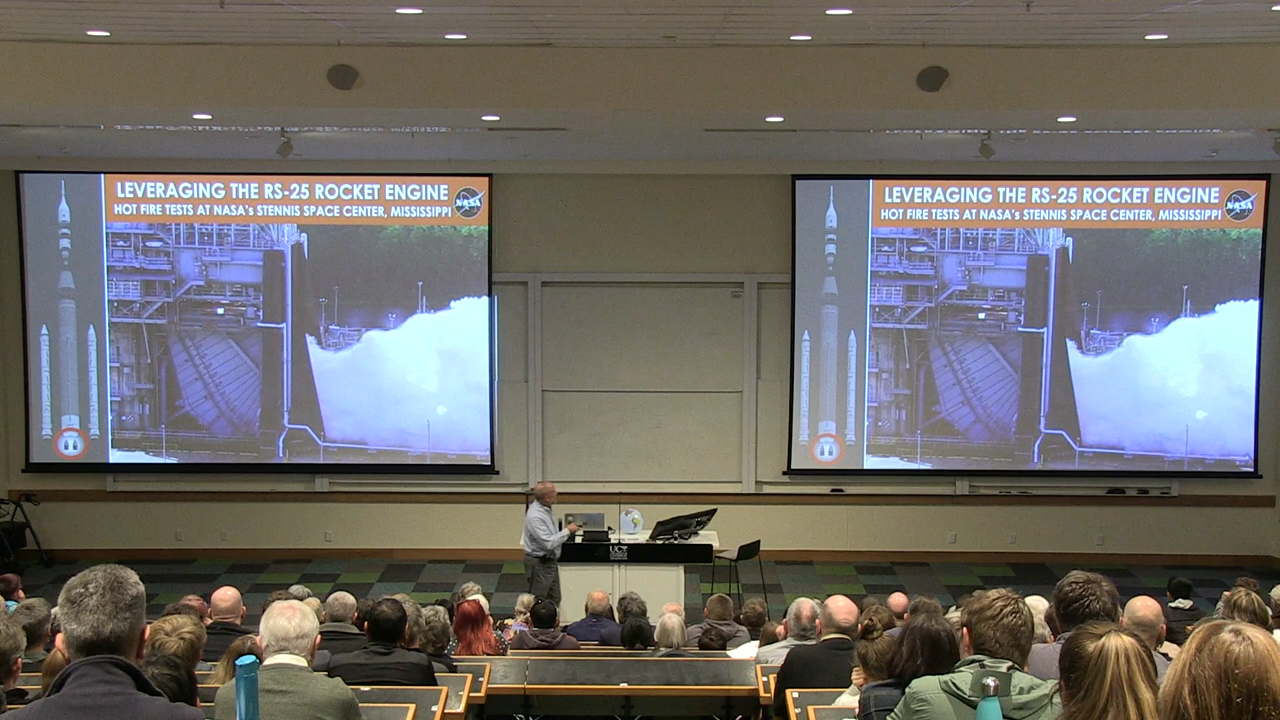 LEVERAGING THE RS-25 ROCKET ENGINE
HOT FIRE TESTS AT NASA's STENNIS SPACE CENTER, MISSISSIPPI
NASA
LEVERAGING THE RS-25 ROCKET ENGINE
HOT FIRE TESTS AT NASA's STENNIS SPACE CENTER, MISSISSIPPI
NASA
UC